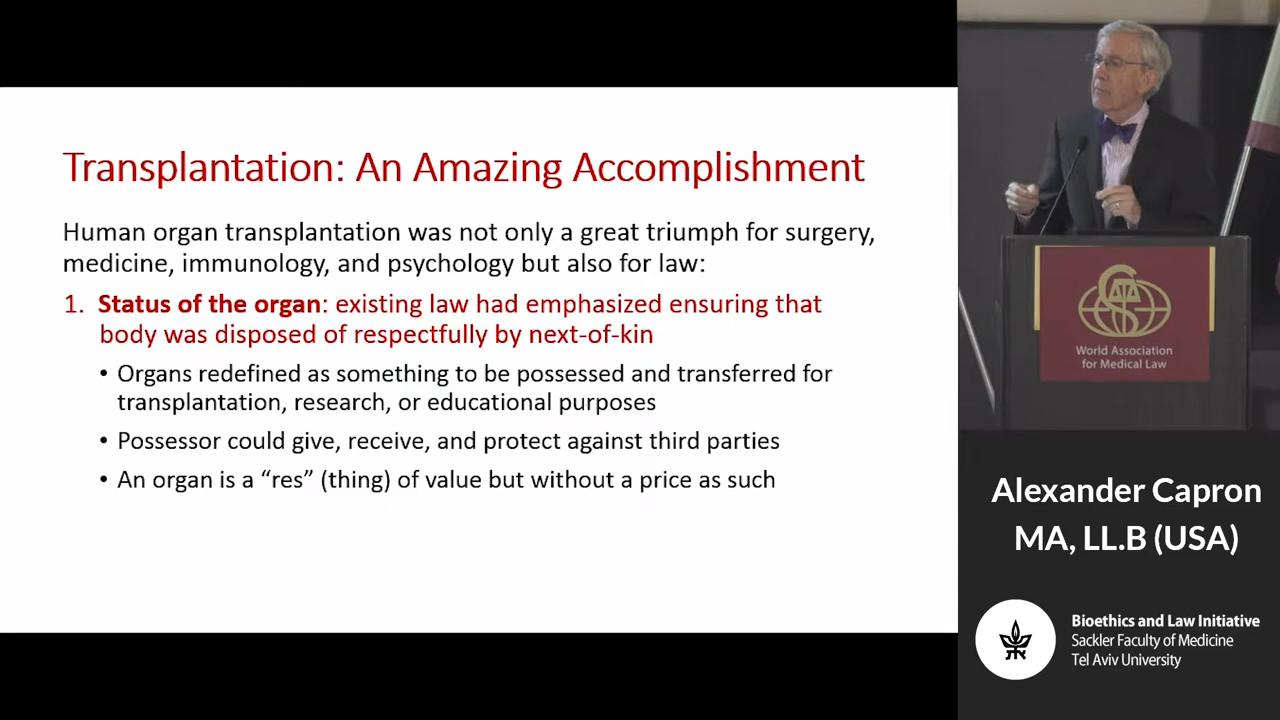 Transplantation: An Amazing Accomplishment
Human organ transplantation was not only a great triumph for surgery,
medicine, immunology, and psychology but also for law:
1. Status of the organ: existing law had emphasized ensuring that
body was disposed of respectfully by next-of-kin
• Organs redefined as something to be possessed and transferred for
transplantation, research, or educational purposes
• Possessor could give, receive, and protect against third parties
• An organ is a “res” (thing) of value but without a price as such
World Association
for Medical Law
Alexander Capron
MA, LL.B (USA)
Bioethics and Law Initiative
Sackler Faculty of Medicine
Tel Aviv University